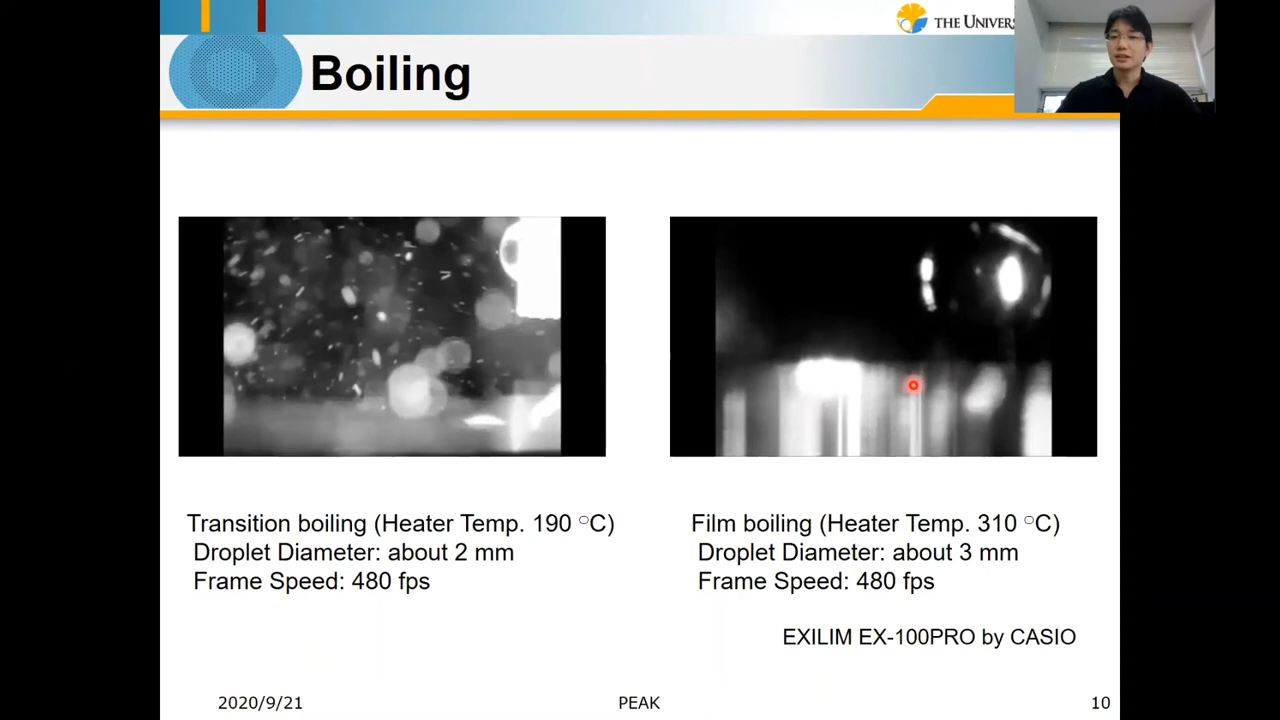 THE UNIVERS
Boiling
Transition boiling (Heater Temp. 190 °C)
Droplet Diameter: about 2 mm
Frame Speed: 480 fps
Film boiling (Heater Temp. 310 °C)
Droplet Diameter: about 3 mm
Frame Speed: 480 fps
EXILIM EX-100PRO by CASIO
2020/9/21
PEAK
10